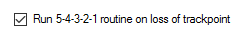 Run 5-4-3-2-1 routine on loss of trackpoint